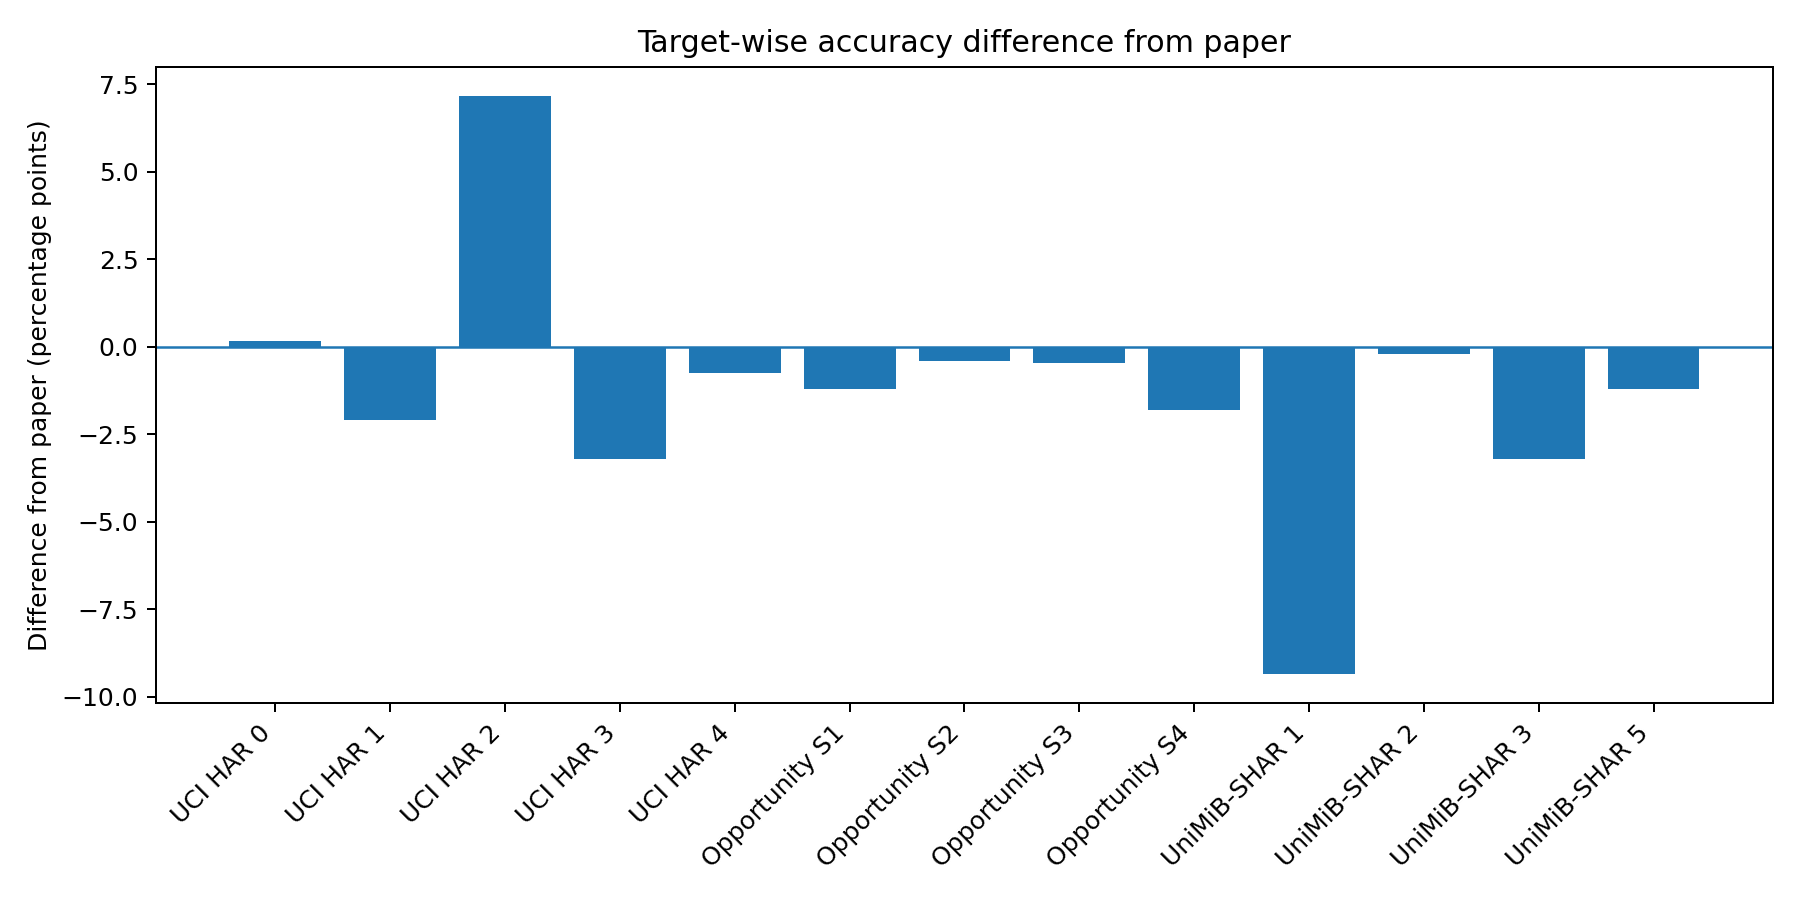 Target-wise accuracy difference from paper
Difference from paper (percentage points)
7.5
5.0
2.5
0.0
−2.5
−5.0
−7.5
−10.0
UCI HAR 0
UCI HAR 1
UCI HAR 2
UCI HAR 3
UCI HAR 4
Opportunity S1
Opportunity S2
Opportunity S3
Opportunity S4
UniMiB-SHAR 1
UniMiB-SHAR 2
UniMiB-SHAR 3
UniMiB-SHAR 5